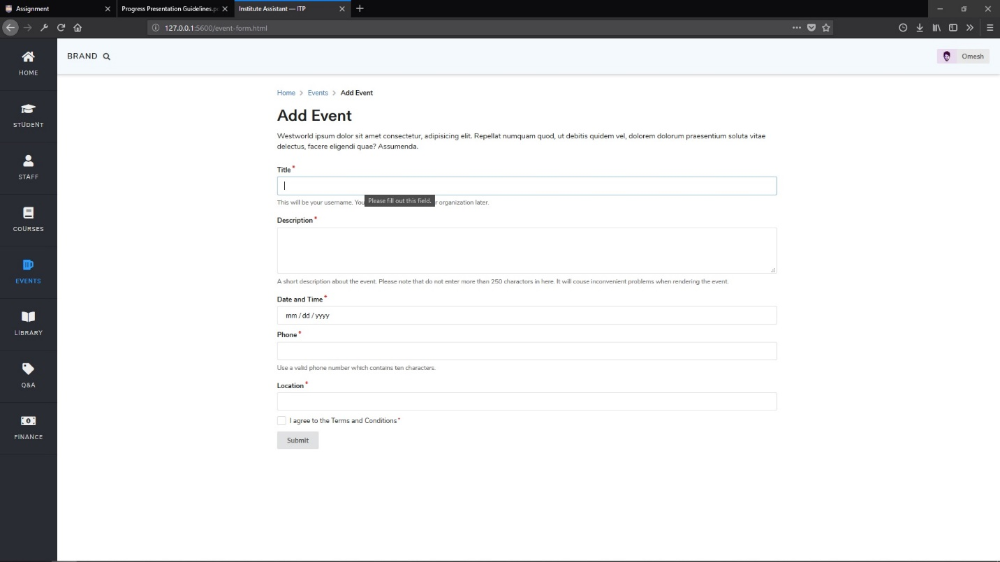 Assignment
Progress Presentation Guidelines.p
Institute Assistant — ITP
127.0.0.1:5600/event-form.html
BRAND
Omesh
HOME
STUDENT
STAFF
COURSES
EVENTS
LIBRARY
Q&A
FINANCE
Home > Events > Add Event
Add Event
Westworld ipsum dolor sit amet consectetur, adipisicing elit. Repellat numquam quod, ut debitis quidem vel, dolorem dolorum praesentium soluta vitae
delectus, facere eligendi quae? Assumenda.
Title *
Please fill out this field.
This will be your username. You r organization later.
Description *
A short description about the event. Please note that do not enter more than 250 charactors in here. It will couse inconvenient problems when rendering the event.
Date and Time *
mm / dd / yyyy
Phone *
Use a valid phone number which contains ten characters.
Location *
I agree to the Terms and Conditions *
Submit